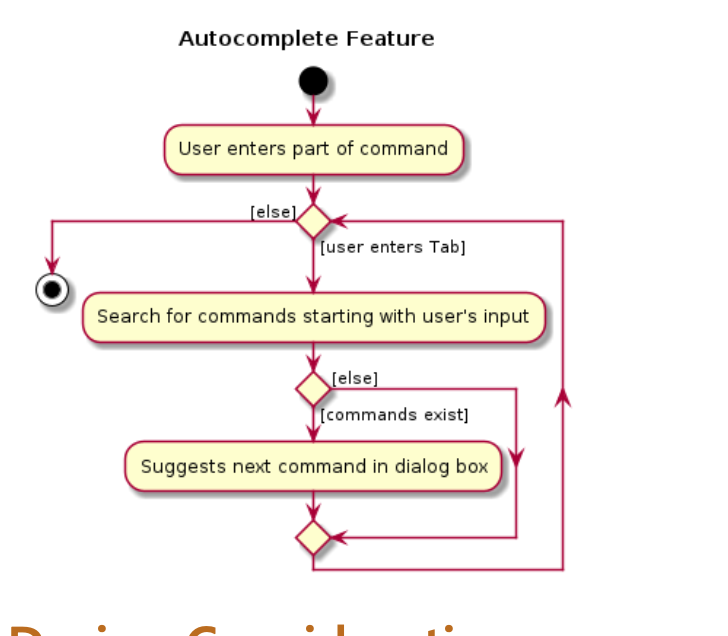 Autocomplete Feature
User enters part of command
[else]
[user enters Tab]
Search for commands starting with user's input
[else]
[commands exist]
Suggests next command in dialog box